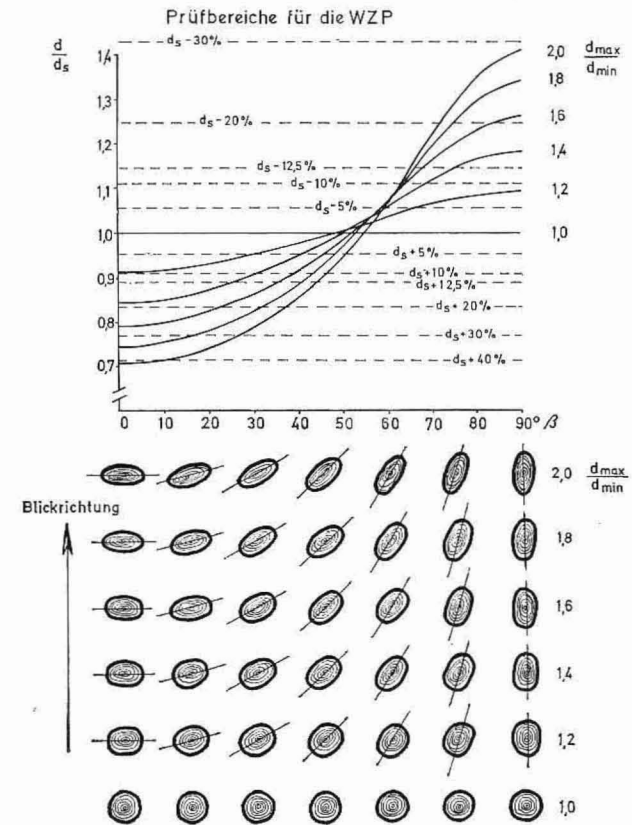 Prüfbereiche für die WZP
d
ds
dmax
dmin
1,4
1,3
1,2
1,1
1,0
0,9
0,8
0,7
ds-30%
ds-20%
ds-12,5%
ds-10%
ds-5%
ds+5%
ds+10%
ds+12,5%
ds+20%
ds+30%
ds+40%
2,0
1,8
1,6
1,4
1,2
1,0
0 10 20 30 40 50 60 70 80 90° β
Blickrichtung
2,0 dmax
dmin
1,8
1,6
1,4
1,2
1,0